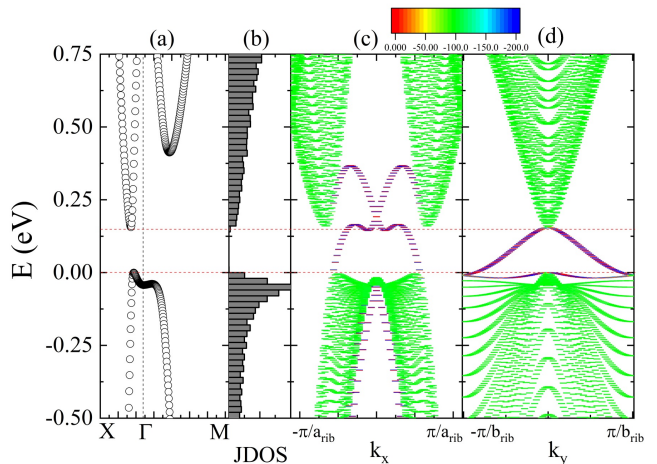 0.000 -50.00 -100.0 -150.0 -200.0
(a) (b) (c) (d)
0.75
0.50
0.25
0.00
-0.25
-0.50
E (eV)
X Γ M
JDOS
-π/a_rib π/a_rib
k_x
-π/b_rib π/b_rib
k_y